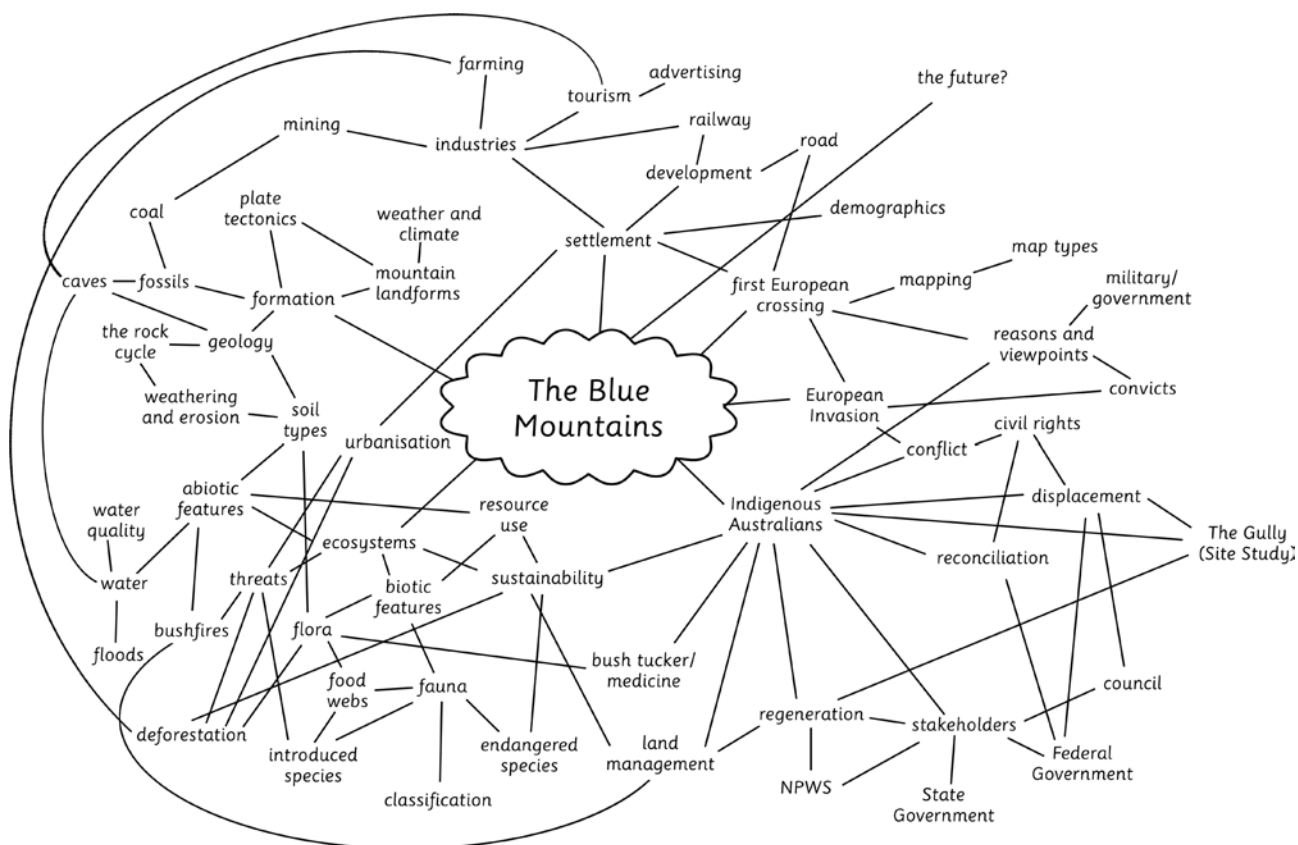 farming
advertising
tourism
the future?
mining
railway
industries
road
development
plate
tectonics
coal
weather and
climate
demographics
settlement
map types
caves
fossils
mountain
landforms
first European
crossing
mapping
military/
government
formation
the rock
cycle
geology
reasons and
viewpoints
The Blue
Mountains
weathering
and erosion
European
Invasion
convicts
soil
types
urbanisation
civil rights
conflict
abiotic
features
resource
use
Indigenous
Australians
displacement
water
quality
ecosystems
The Gully
(Site Study)
reconciliation
water
threats
biotic
features
sustainability
bushfires
flora
floods
bush tucker/
medicine
food
webs
fauna
council
regeneration
stakeholders
deforestation
introduced
species
endangered
species
land
management
Federal
Government
NPWS
classification
State
Government